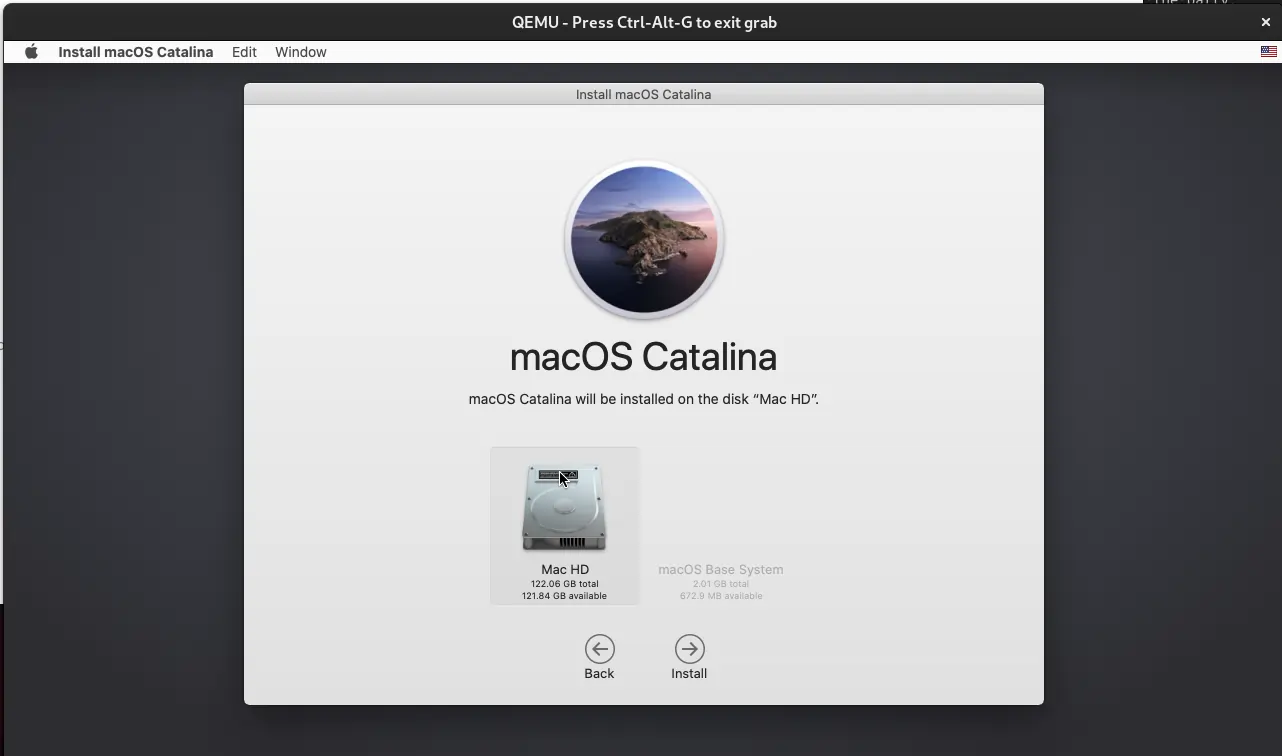 QEMU - Press Ctrl-Alt-G to exit grab
Install macOS Catalina Edit Window
Install macOS Catalina
macOS Catalina
macOS Catalina will be installed on the disk “Mac HD”.
Mac HD
122.06 GB total
121.84 GB available
macOS Base System
2.01 GB total
672.9 MB available
Back
Install